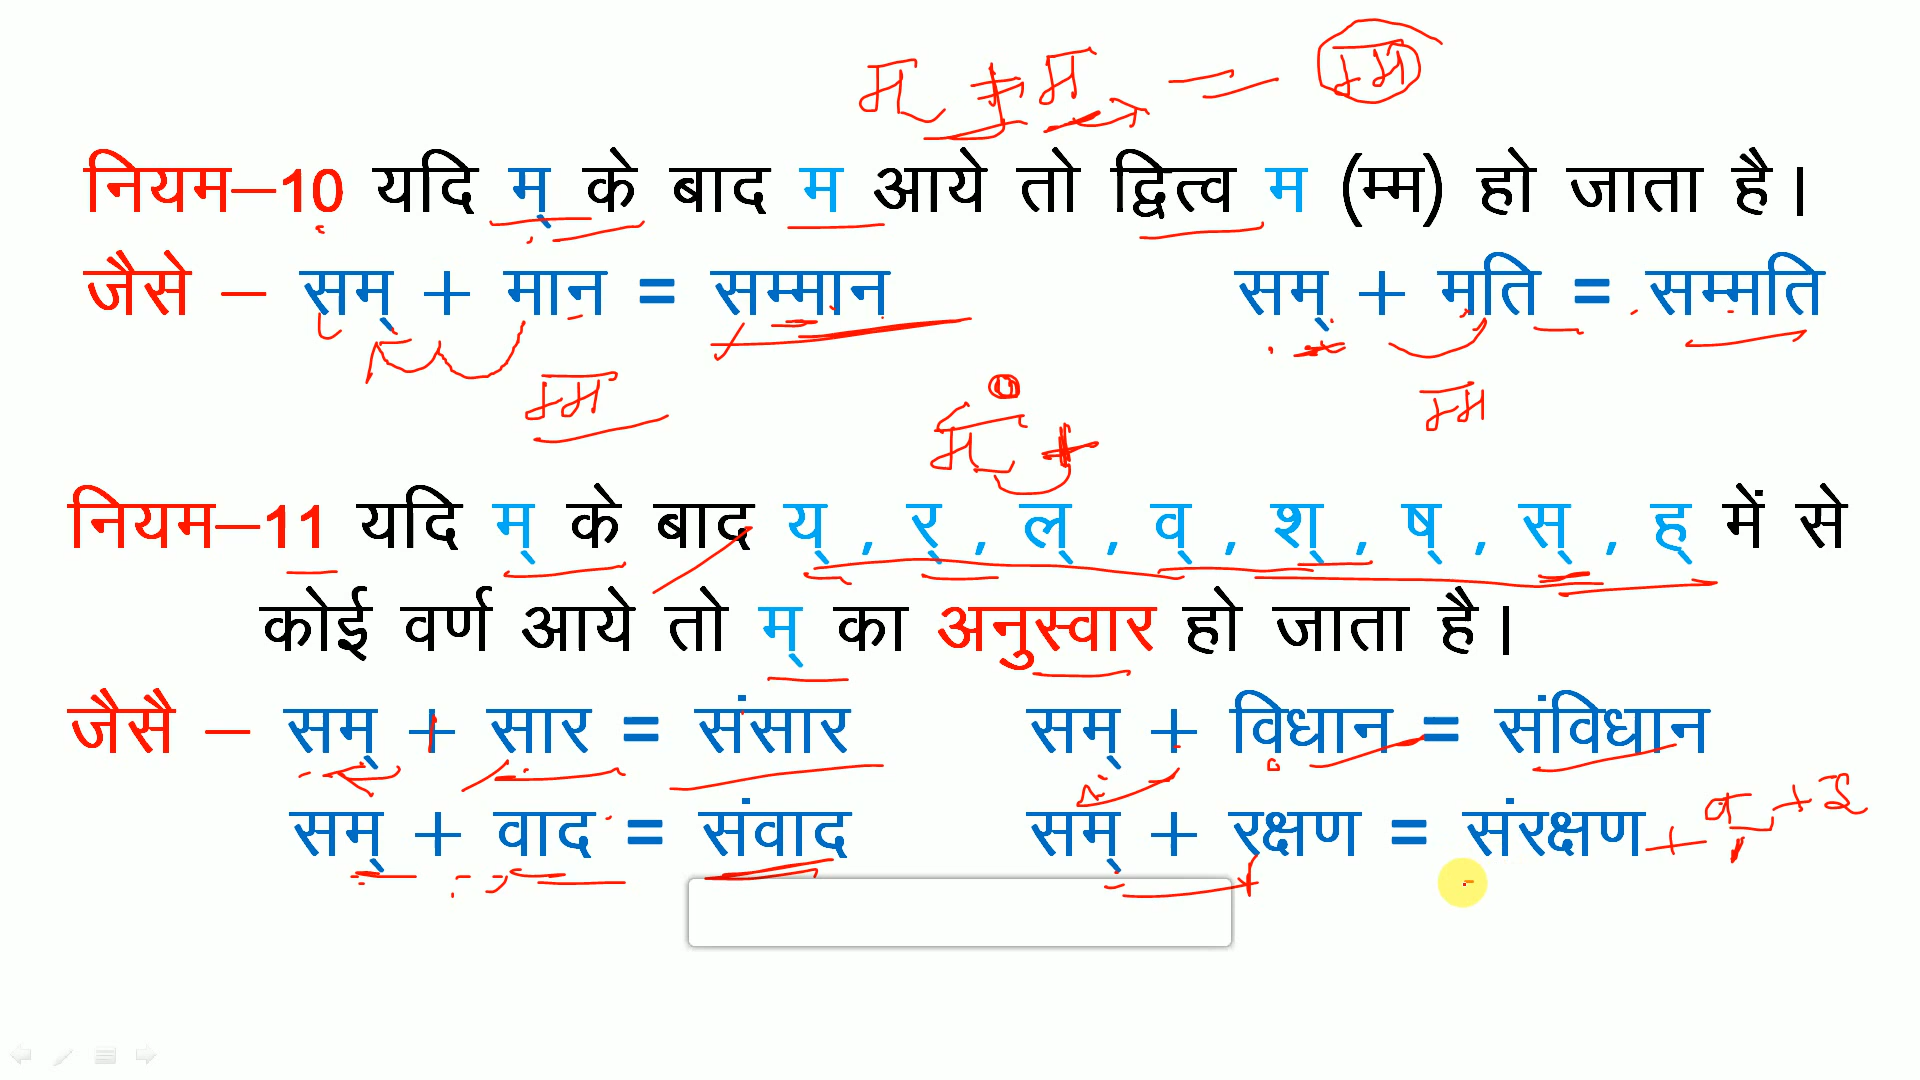 म् + म = म्म
नियम–10 यदि म् के बाद म आये तो द्वित्व म (म्म) हो जाता है।
जैसे – सम् + मान = सम्मान सम् + मति = सम्मति
म्म म्म
म् +
नियम–11 यदि म् के बाद य् , र् , ल् , व् , श् , ष् , स् , ह् में से
कोई वर्ण आये तो म् का अनुस्वार हो जाता है।
जैसै – सम् + सार = संसार सम् + विधान = संविधान
सम् + वाद = संवाद सम् + रक्षण = संरक्षण